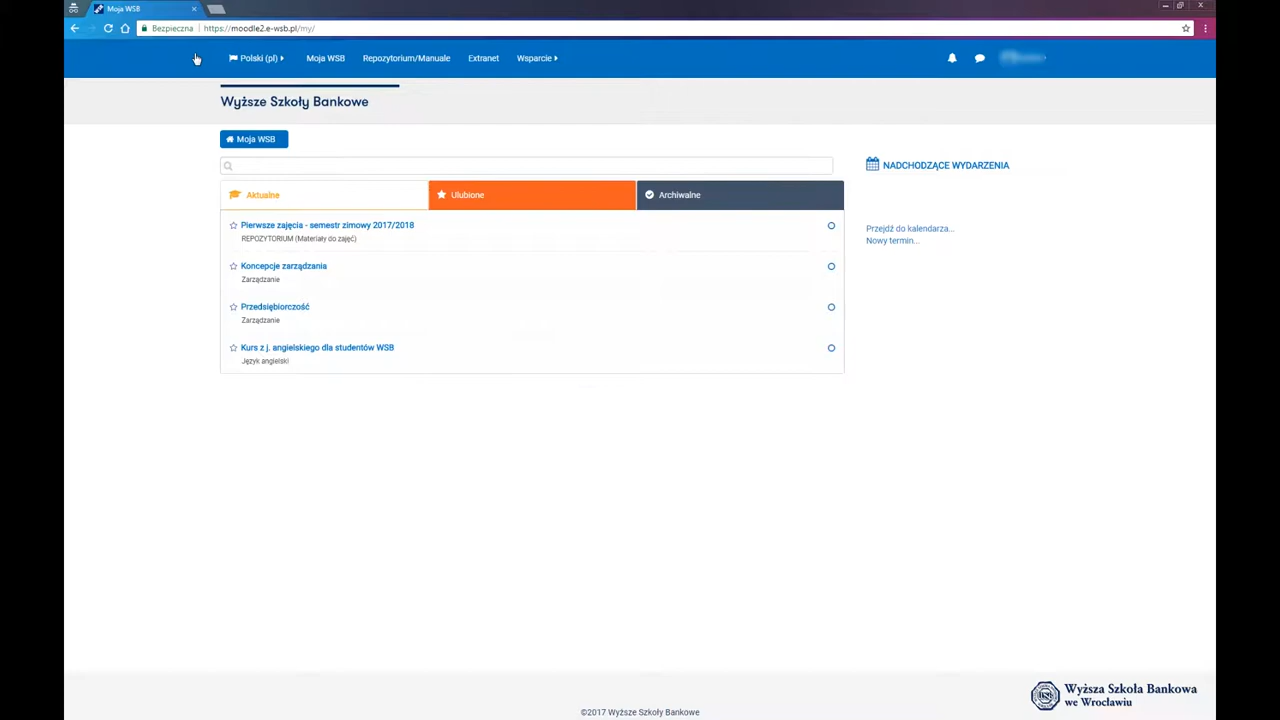 Moja WSB
Bezpieczna https://moodle2.e-wsb.pl/my/
Polski (pl) Moja WSB Repozytorium/Manuale Extranet Wsparcie
Wyższe Szkoły Bankowe
Moja WSB
NADCHODZĄCE WYDARZENIA
Aktualne Ulubione Archiwalne
Pierwsze zajęcia - semestr zimowy 2017/2018
REPOZYTORIUM (Materiały do zajęć)
Przejdź do kalendarza...
Nowy termin...
Koncepcje zarządzania
Zarządzanie
Przedsiębiorczość
Zarządzanie
Kurs z j. angielskiego dla studentów WSB
Język angielski
Wyższa Szkoła Bankowa
we Wrocławiu
©2017 Wyższe Szkoły Bankowe